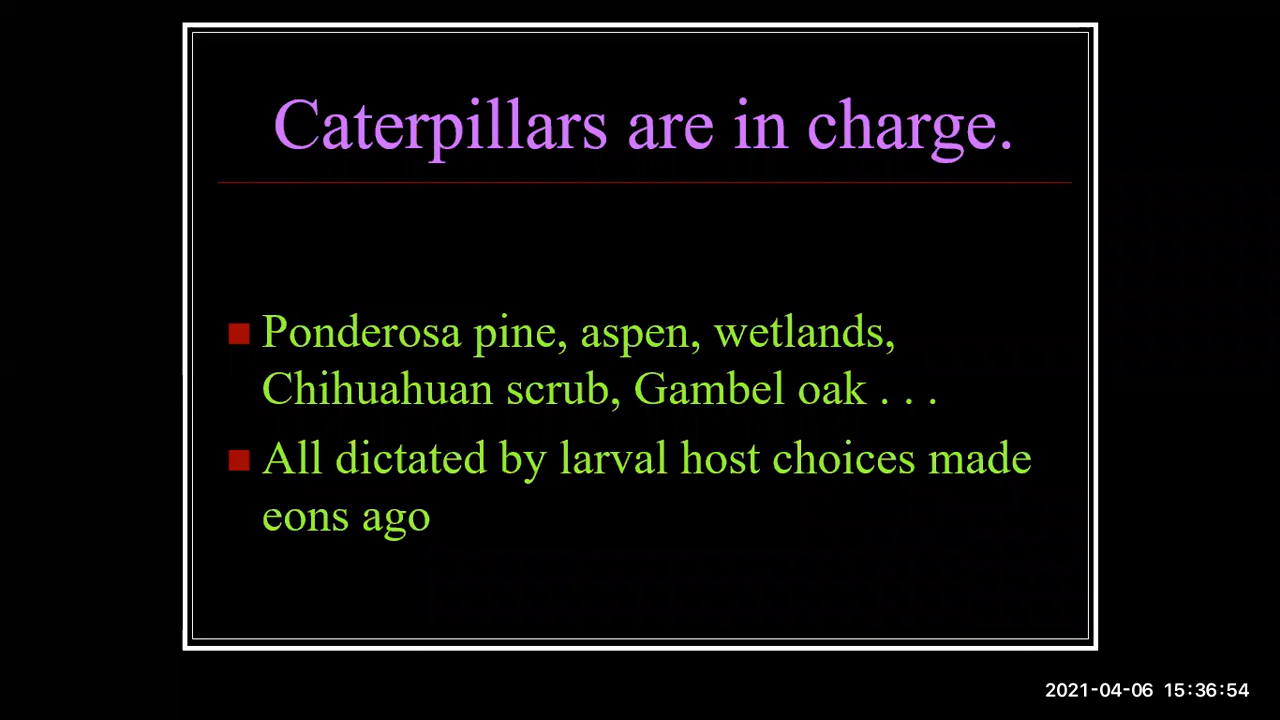 Caterpillars are in charge.
Ponderosa pine, aspen, wetlands,
Chihuahuan scrub, Gambel oak . . .
All dictated by larval host choices made
eons ago
2021-04-06 15:36:54